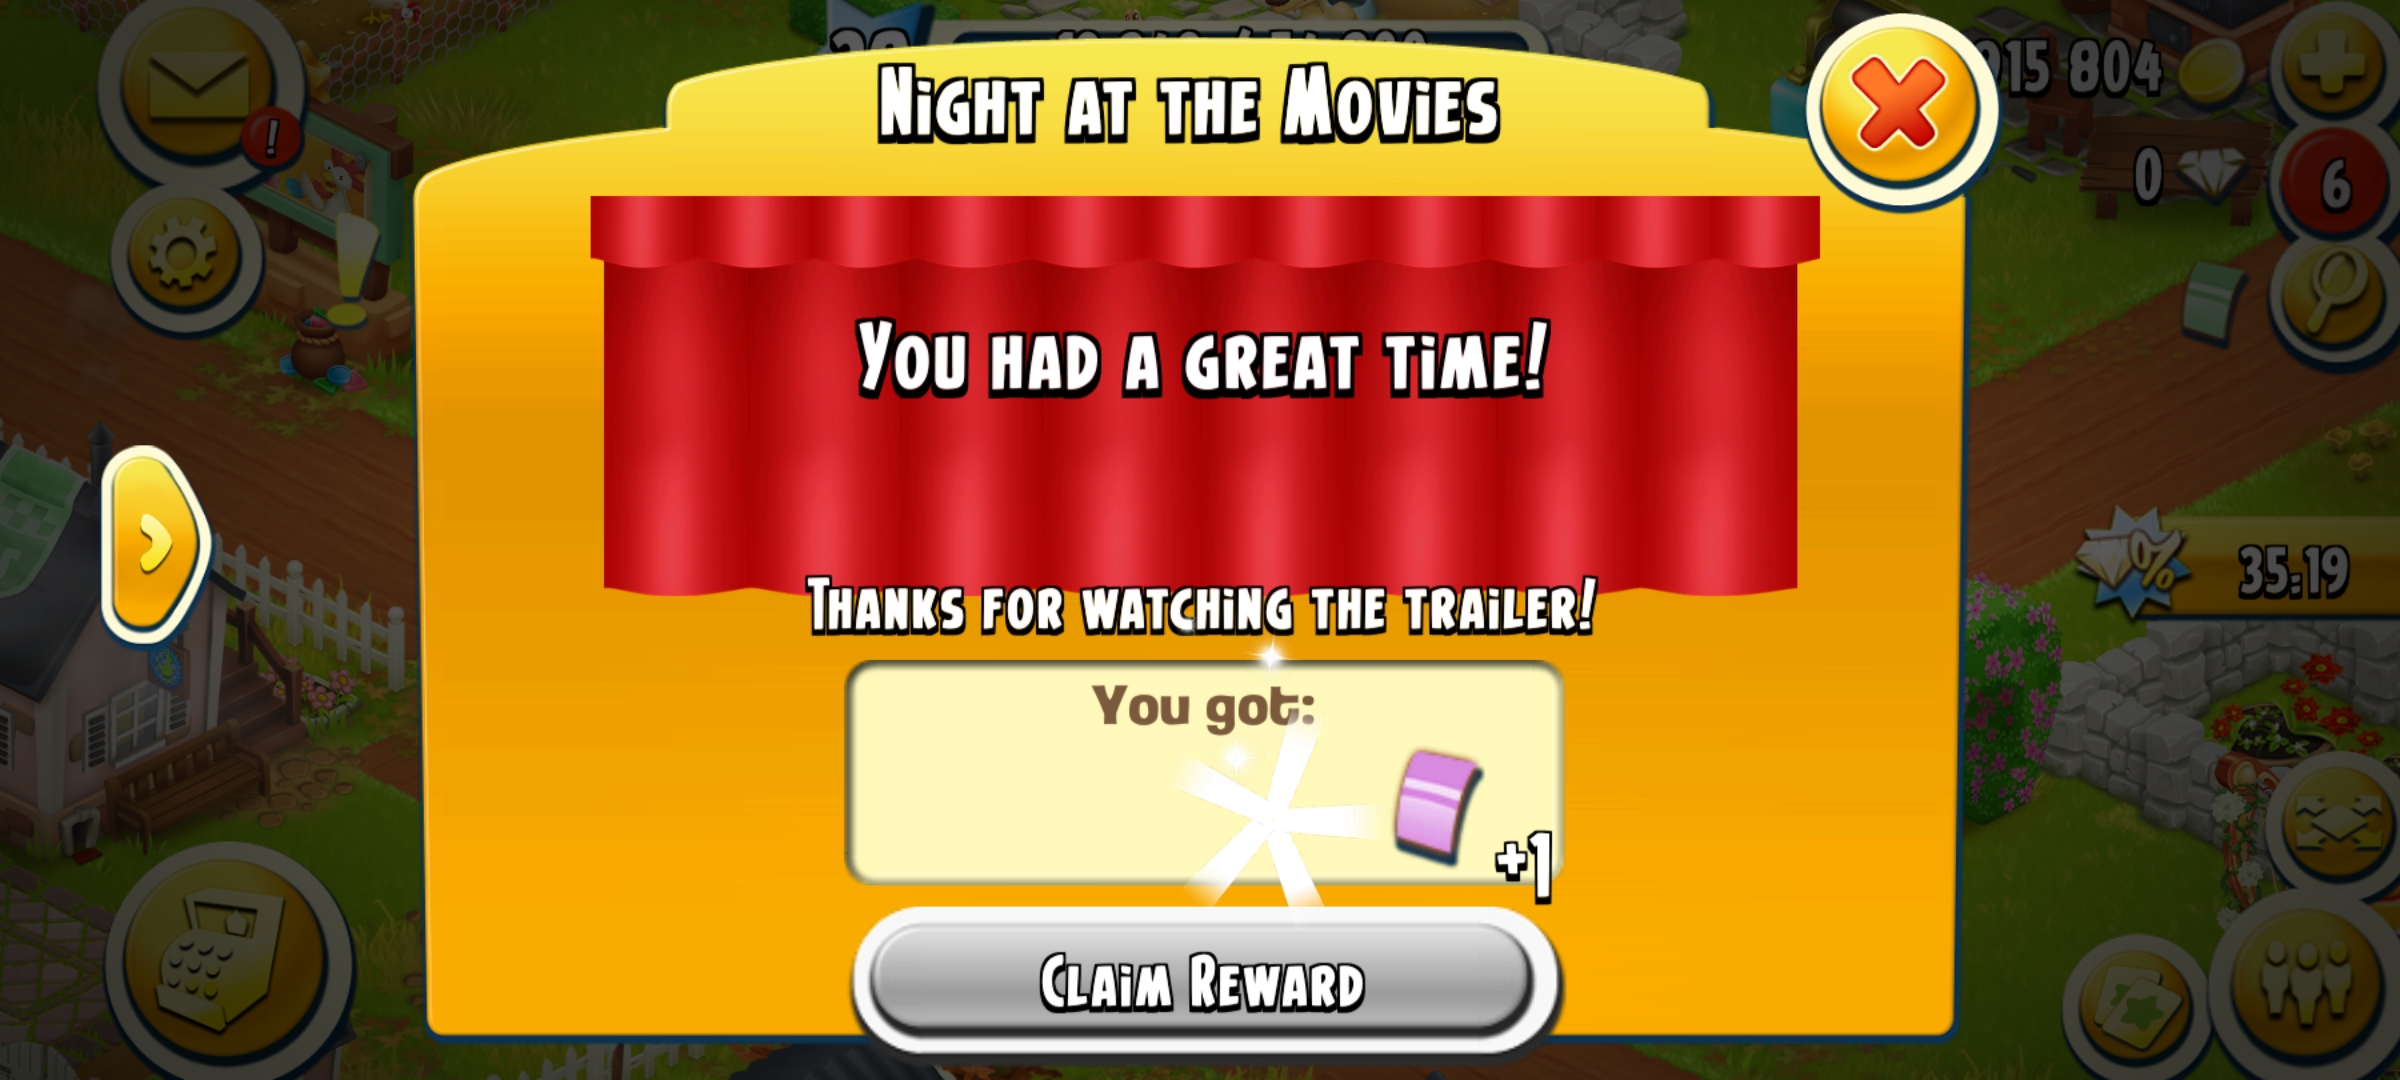 Night at the Movies
915 804
!
0
6
You had a great time!
35:19
%
Thanks for watching the trailer!
You got:
+1
Claim Reward